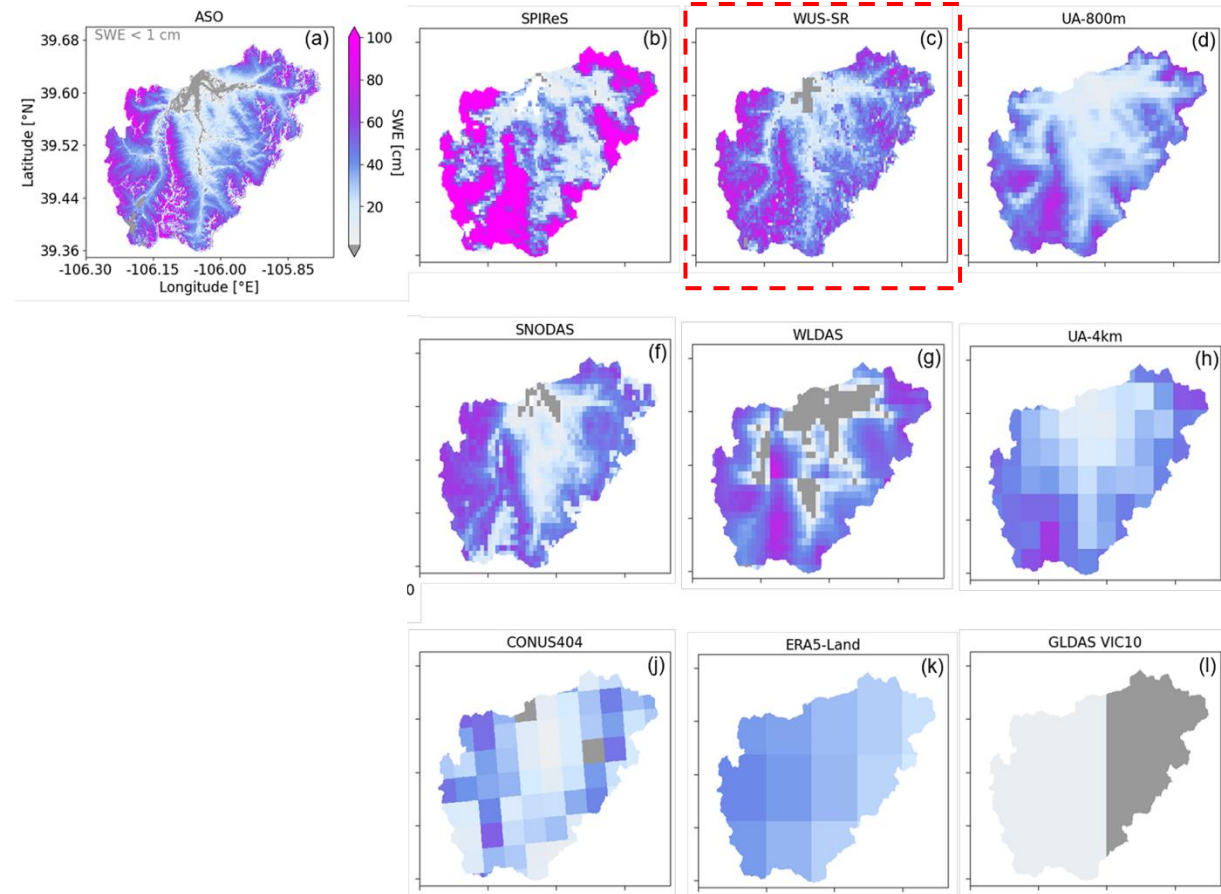 ASO
SPIReS
WUS-SR
UA-800m
SWE < 1 cm
(a)
(b)
(c)
(d)
39.68
39.60
39.52
39.44
39.36
Latitude [°N]
-106.30 -106.15 -106.00 -105.85
Longitude [°E]
100
80
60
40
20
SWE [cm]
SNODAS
WLDAS
UA-4km
(f)
(g)
(h)
0
CONUS404
ERA5-Land
GLDAS VIC10
(j)
(k)
(l)